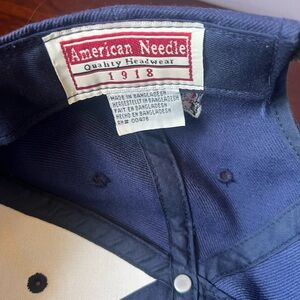 American Needle
Quality Headwear
1918
MADE IN BANGLADESH
HERGESTELLT IN BANGLADESH
FAIT EN BANGLADESH
HECHO EN BANGLADESH